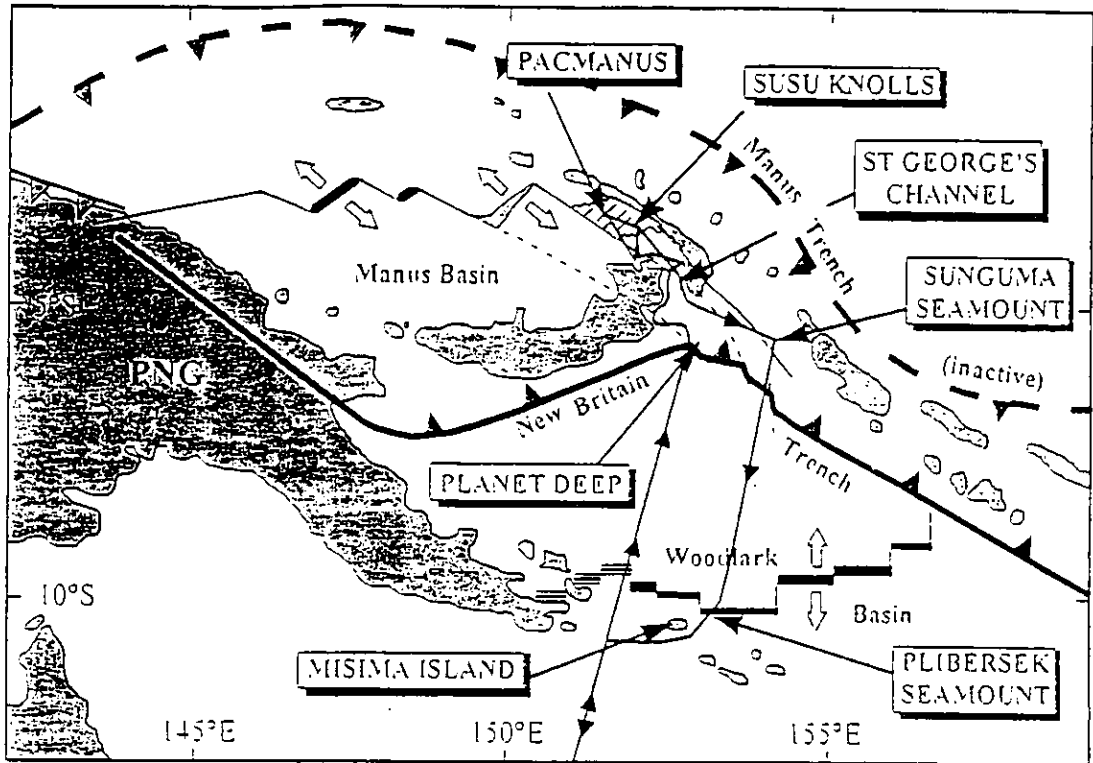 PACMANUS
SUSU KNOLLS
ST GEORGE'S
CHANNEL
Manus
Trench
SUNGUMA
SEAMOUNT
Manus Basin
5°S
PNG
(inactive)
New Britain
Trench
PLANET DEEP
Woodlark
10°S
Basin
MISIMA ISLAND
PLIBERSEK
SEAMOUNT
145°E
150°E
155°E